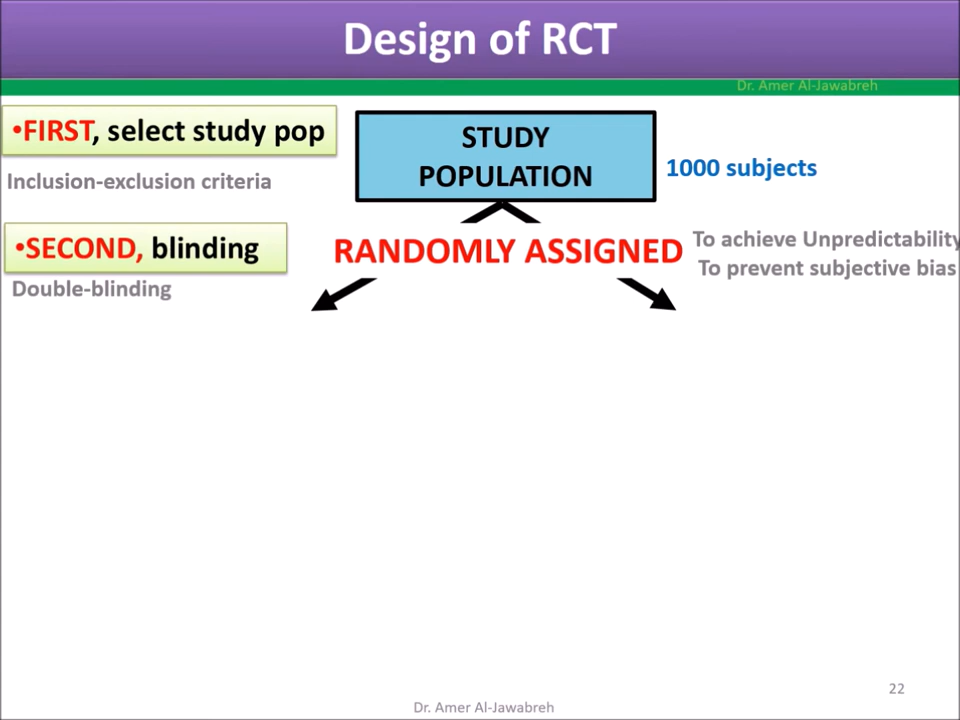 Design of RCT
Dr. Amer Al-Jawabreh
•FIRST, select study pop
Inclusion-exclusion criteria
STUDY
POPULATION
1000 subjects
•SECOND, blinding
Double-blinding
RANDOMLY ASSIGNED
To achieve Unpredictability
To prevent subjective bias
22
Dr. Amer Al-Jawabreh